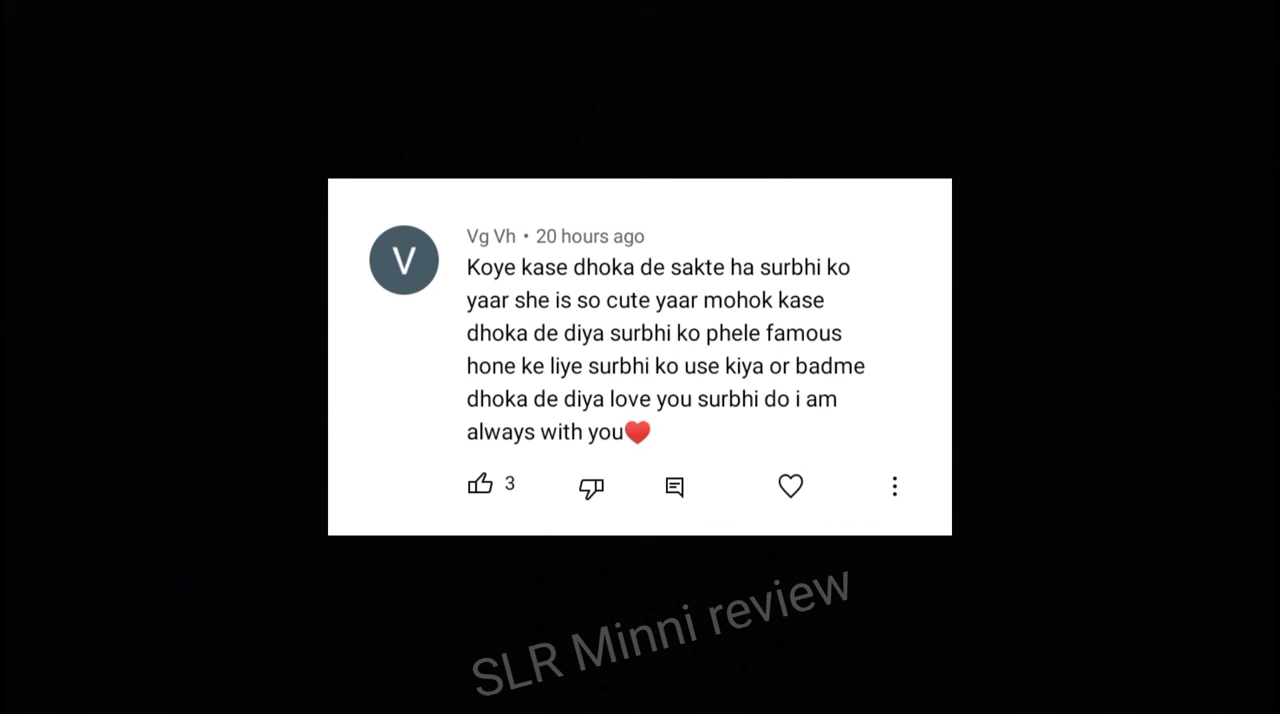 Vg Vh • 20 hours ago
Koye kase dhoka de sakte ha surbhi ko
yaar she is so cute yaar mohok kase
dhoka de diya surbhi ko phele famous
hone ke liye surbhi ko use kiya or badme
dhoka de diya love you surbhi do i am
always with you❤️
3
V
SLR Minni review